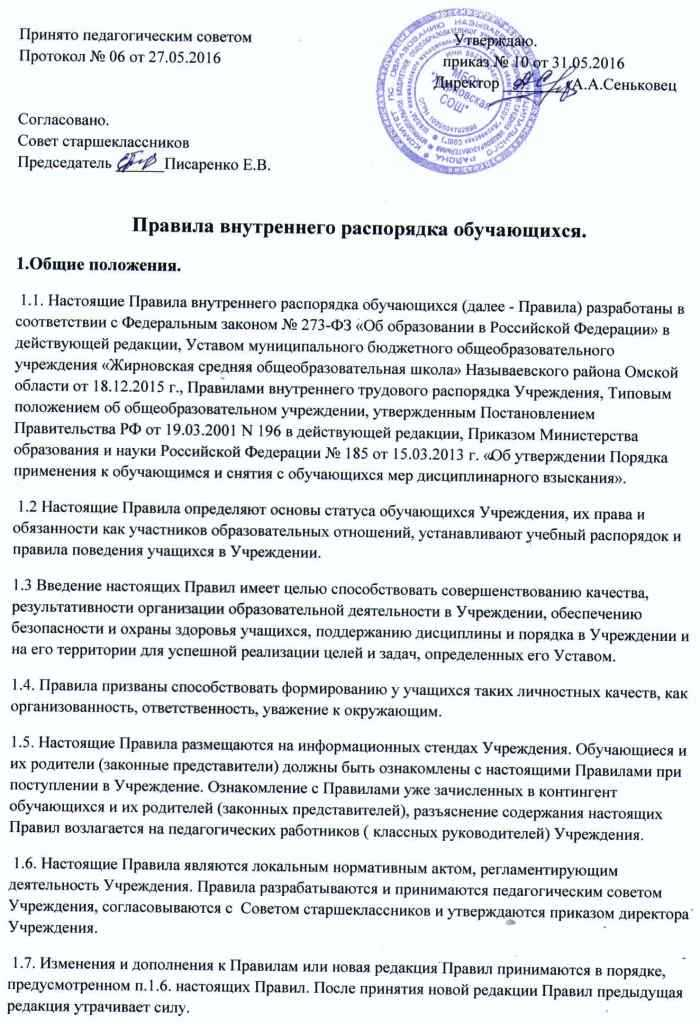 Принято педагогическим советом
Протокол № 06 от 27.05.2016
Утверждаю.
приказ № 10 от 31.05.2016
Директор А.А.Сеньковец
Согласовано.
Совет старшеклассников
Председатель Писаренко Е.В.
Правила внутреннего распорядка обучающихся.
1.Общие положения.
1.1. Настоящие Правила внутреннего распорядка обучающихся (далее - Правила) разработаны в
соответствии с Федеральным законом № 273-ФЗ «Об образовании в Российской Федерации» в
действующей редакции, Уставом муниципального бюджетного общеобразовательного
учреждения «Жирновская средняя общеобразовательная школа» Называевского района Омской
области от 18.12.2015 г., Правилами внутреннего трудового распорядка Учреждения, Типовым
положением об общеобразовательном учреждении, утвержденным Постановлением
Правительства РФ от 19.03.2001 N 196 в действующей редакции, Приказом Министерства
образования и науки Российской Федерации № 185 от 15.03.2013 г. «Об утверждении Порядка
применения к обучающимся и снятия с обучающихся мер дисциплинарного взыскания».
1.2 Настоящие Правила определяют основы статуса обучающихся Учреждения, их права и
обязанности как участников образовательных отношений, устанавливают учебный распорядок и
правила поведения учащихся в Учреждении.
1.3 Введение настоящих Правил имеет целью способствовать совершенствованию качества,
результативности организации образовательной деятельности в Учреждении, обеспечению
безопасности и охраны здоровья учащихся, поддержанию дисциплины и порядка в Учреждении и
на его территории для успешной реализации целей и задач, определенных его Уставом.
1.4. Правила призваны способствовать формированию у учащихся таких личностных качеств, как
организованность, ответственность, уважение к окружающим.
1.5. Настоящие Правила размещаются на информационных стендах Учреждения. Обучающиеся и
их родители (законные представители) должны быть ознакомлены с настоящими Правилами при
поступлении в Учреждение. Ознакомление с Правилами уже зачисленных в контингент
обучающихся и их родителей (законных представителей), разъяснение содержания настоящих
Правил возлагается на педагогических работников ( классных руководителей) Учреждения.
1.6. Настоящие Правила являются локальным нормативным актом, регламентирующим
деятельность Учреждения. Правила разрабатываются и принимаются педагогическим советом
Учреждения, согласовываются с Советом старшеклассников и утверждаются приказом директора
Учреждения.
1.7. Изменения и дополнения к Правилам или новая редакция Правил принимаются в порядке,
предусмотренном п.1.6. настоящих Правил. После принятия новой редакции Правил предыдущая
редакция утрачивает силу.